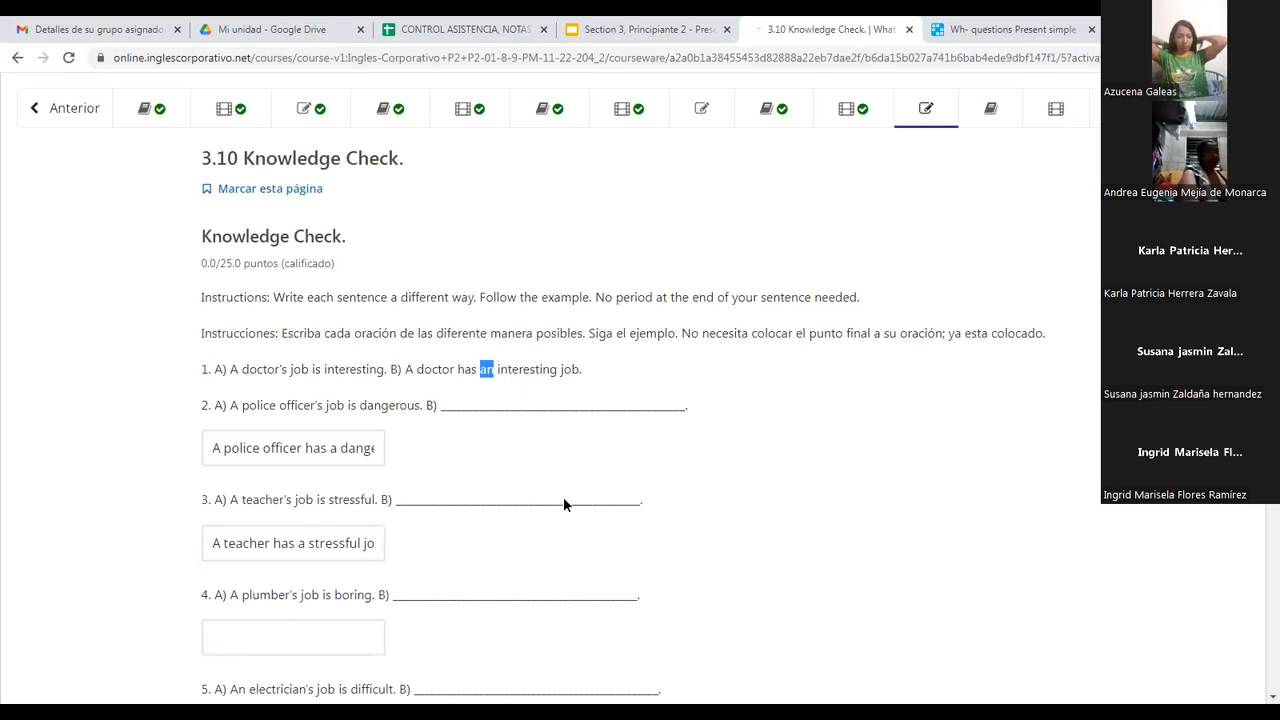 Detalles de su grupo asignado
Mi unidad - Google Drive
CONTROL ASISTENCIA, NOTAS
Section 3, Principiante 2 - Prese
3.10 Knowledge Check. | What
Wh- questions Present simple
online.inglescorporativo.net/courses/course-v1:Ingles-Corporativo+P2+P2-01-8-9-PM-11-22-204_2/courseware/a2a0b1a38455453d82888a22eb7dae2f/b6da15b027a741b6bab4ede9dbf147f1/5?activa
Anterior
3.10 Knowledge Check.
Marcar esta página
Knowledge Check.
0.0/25.0 puntos (calificado)
Instructions: Write each sentence a different way. Follow the example. No period at the end of your sentence needed.
Instrucciones: Escriba cada oración de las diferente manera posibles. Siga el ejemplo. No necesita colocar el punto final a su oración; ya esta colocado.
1. A) A doctor's job is interesting. B) A doctor has an interesting job.
2. A) A police officer's job is dangerous. B) ______________________________________.
A police officer has a dange
3. A) A teacher's job is stressful. B) ______________________________________.
A teacher has a stressful jo
4. A) A plumber's job is boring. B) ______________________________________.
5. A) An electrician's job is difficult. B) ______________________________________.
Azucena Galeas
Andrea Eugenia Mejía de Monarca
Karla Patricia Her...
Karla Patricia Herrera Zavala
Susana jasmin Zal...
Susana jasmin Zaldaña hernandez
Ingrid Marisela Fl...
Ingrid Marisela Flores Ramírez